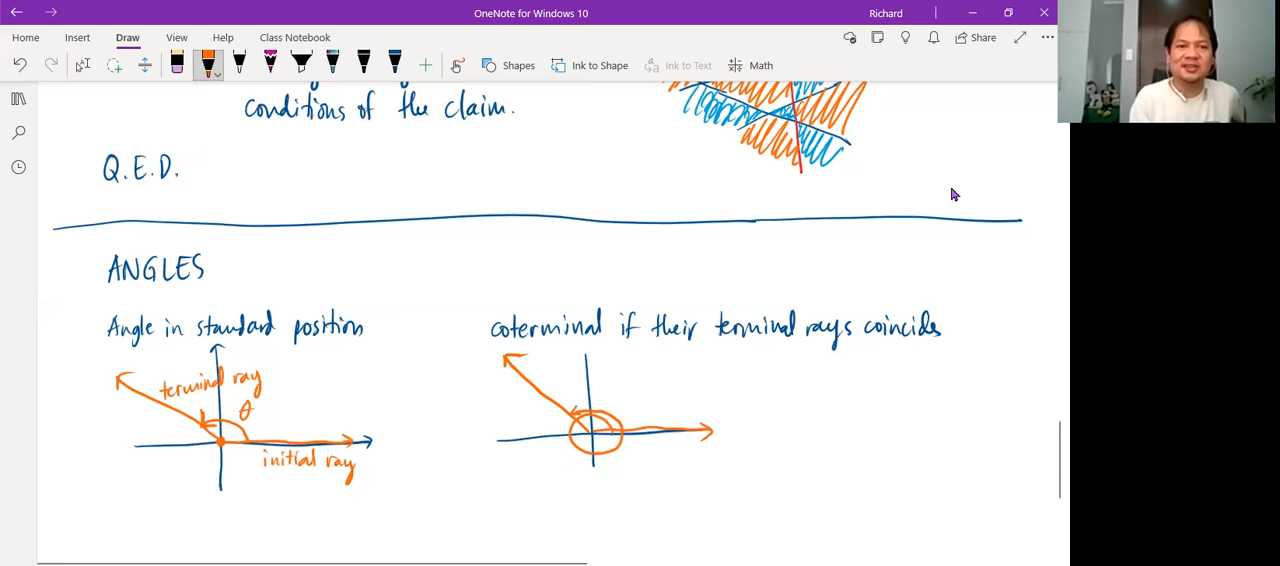 OneNote for Windows 10
Richard
Home Insert Draw View Help Class Notebook
Share
Shapes
Ink to Shape
Ink to Text
Math
conditions of the claim.
Q.E.D.
ANGLES
Angle in standard position
coterminal if their terminal rays coincides
terminal ray
θ
initial ray